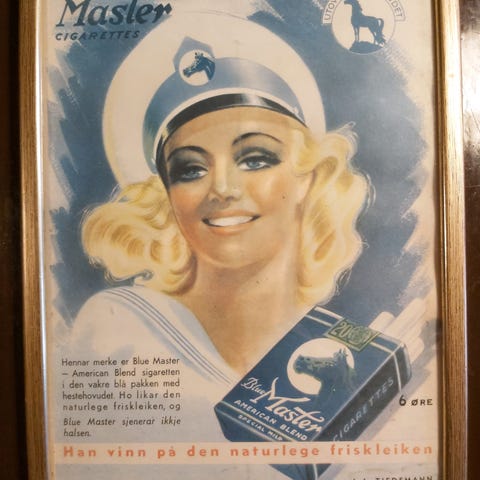 Master
CIGARETTES
Hennar merke er Blue Master
– American Blend sigaretten
i den vakre blå pakken med
hestehovudet. Ho likar den
naturlege friskleiken, og
Blue Master sjenerar ikkje
halsen.
20
Blue
Master
AMERICAN BLEND
SPECIAL MILD
CIGARETTES
6 ØRE
Han vinn på den naturlege friskleiken
TIEDEMANN